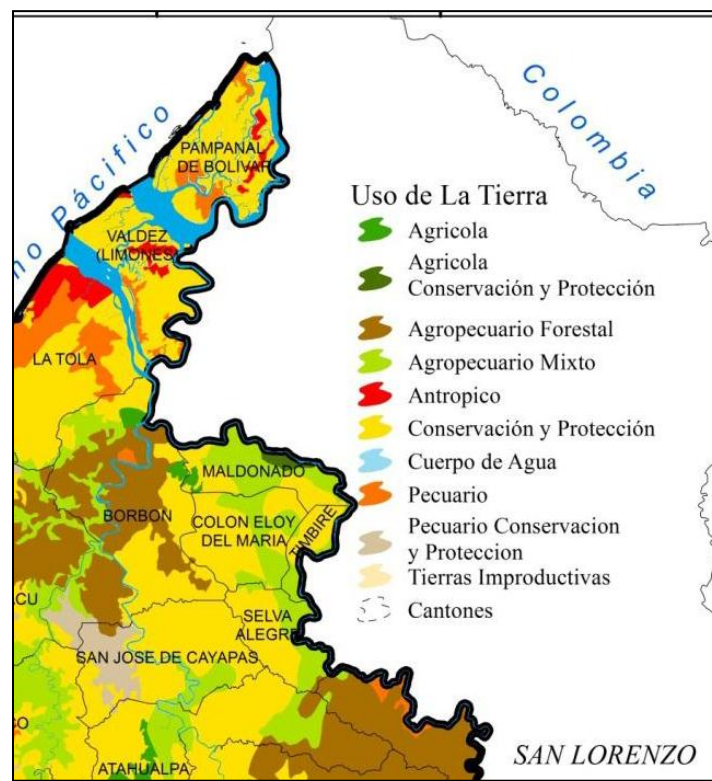 Colombia
no Pácifico
PAMPANAL
DE BOLIVAR
VALDEZ
(LIMONES)
LA TOLA
Uso de La Tierra
Agricola
Agricola
Conservación y Protección
Agropecuario Forestal
Agropecuario Mixto
Antropico
Conservación y Protección
Cuerpo de Agua
Pecuario
Pecuario Conservacion
y Proteccion
Tierras Improductivas
Cantones
MALDONADO
BORBON
COLON ELOY
DEL MARIA
TIMBIRE
ACU
SELVA
ALEGRE
SAN JOSE DE CAYAPAS
CO
ATAHUALPA
SAN LORENZO